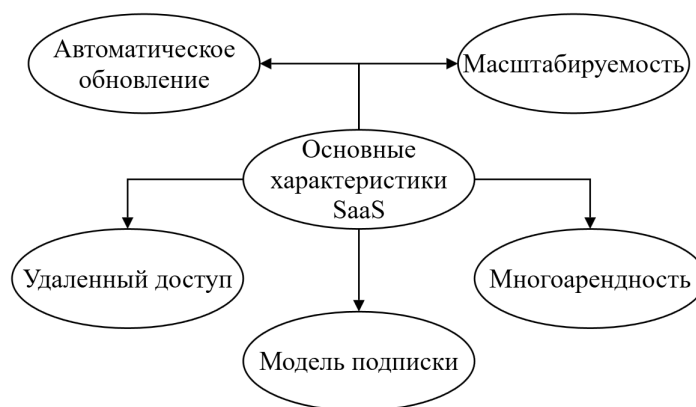 Автоматическое
обновление
Масштабируемость
Основные
характеристики
SaaS
Удаленный доступ
Многоарендность
Модель подписки